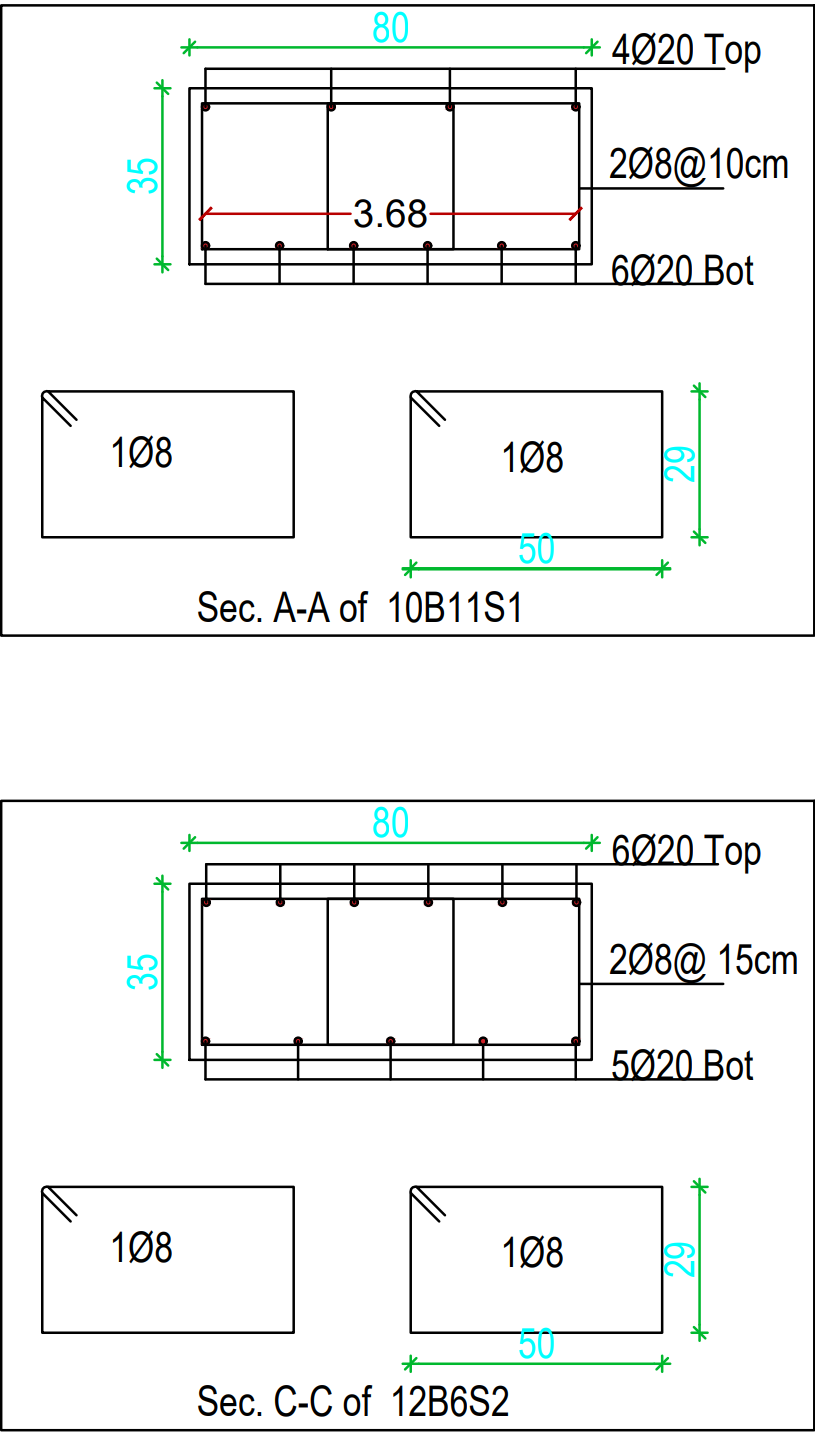 80
4Ø20 Top
35
2Ø8@10cm
3.68
6Ø20 Bot
1Ø8
1Ø8
29
50
Sec. A-A of 10B11S1
80
6Ø20 Top
35
2Ø8@ 15cm
5Ø20 Bot
1Ø8
1Ø8
29
50
Sec. C-C of 12B6S2